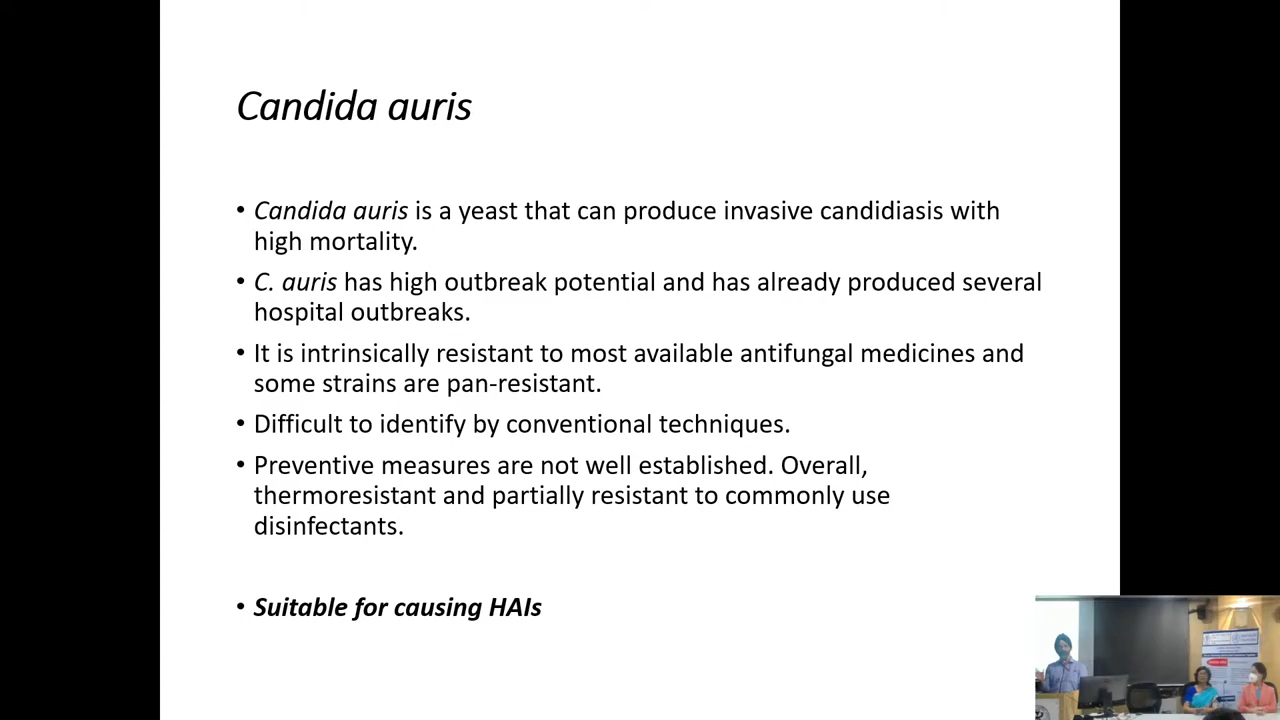 Candida auris
• Candida auris is a yeast that can produce invasive candidiasis with
high mortality.
• C. auris has high outbreak potential and has already produced several
hospital outbreaks.
• It is intrinsically resistant to most available antifungal medicines and
some strains are pan-resistant.
• Difficult to identify by conventional techniques.
• Preventive measures are not well established. Overall,
thermoresistant and partially resistant to commonly use
disinfectants.
• Suitable for causing HAIs